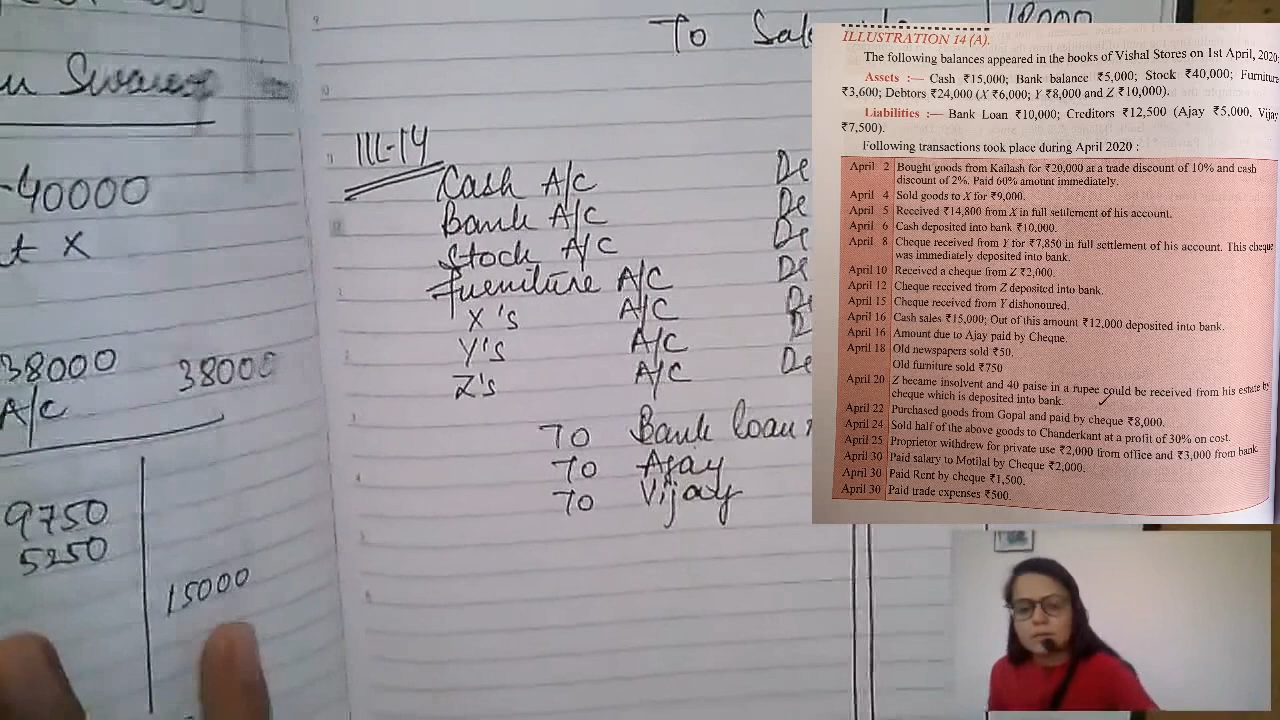 To
18000
-40000
X
38000 38000
A/C
9750
5250
15000
Ill-14
Cash A/C De
Bank A/C De
Stock A/C De
Furniture A/C De
X's A/C D
Y's A/C D
Z's A/C De
To Bank loan
To Ajay
To Vijay
ILLUSTRATION 14 (A).
The following balances appeared in the books of Vishal Stores on 1st April, 2020:
Assets :— Cash ₹15,000; Bank balance ₹5,000; Stock ₹40,000; Furniture
₹3,600; Debtors ₹24,000 (X ₹6,000; Y ₹8,000 and Z ₹10,000).
Liabilities :— Bank Loan ₹10,000; Creditors ₹12,500 (Ajay ₹5,000, Vijay
₹7,500).
Following transactions took place during April 2020 :
April 2 Bought goods from Kailash for ₹20,000 at a trade discount of 10% and cash
discount of 2%. Paid 60% amount immediately.
April 4 Sold goods to X for ₹9,000.
April 5 Received ₹14,800 from X in full settlement of his account.
April 6 Cash deposited into bank ₹10,000.
April 8 Cheque received from Y for ₹7,850 in full settlement of his account. This cheque
was immediately deposited into bank.
April 10 Received a cheque from Z ₹2,000.
April 12 Cheque received from Z deposited into bank.
April 15 Cheque received from Y dishonoured.
April 16 Cash sales ₹15,000; Out of this amount ₹12,000 deposited into bank.
April 16 Amount due to Ajay paid by Cheque.
April 18 Old newspapers sold ₹50.
Old furniture sold ₹750
April 20 Z became insolvent and 40 paise in a rupee could be received from his estate by
cheque which is deposited into bank.
April 22 Purchased goods from Gopal and paid by cheque ₹8,000.
April 24 Sold half of the above goods to Chanderkant at a profit of 30% on cost.
April 25 Proprietor withdrew for private use ₹2,000 from office and ₹3,000 from bank
April 30 Paid salary to Motilal by Cheque ₹2,000.
April 30 Paid Rent by cheque ₹1,500.
April 30 Paid trade expenses ₹500.